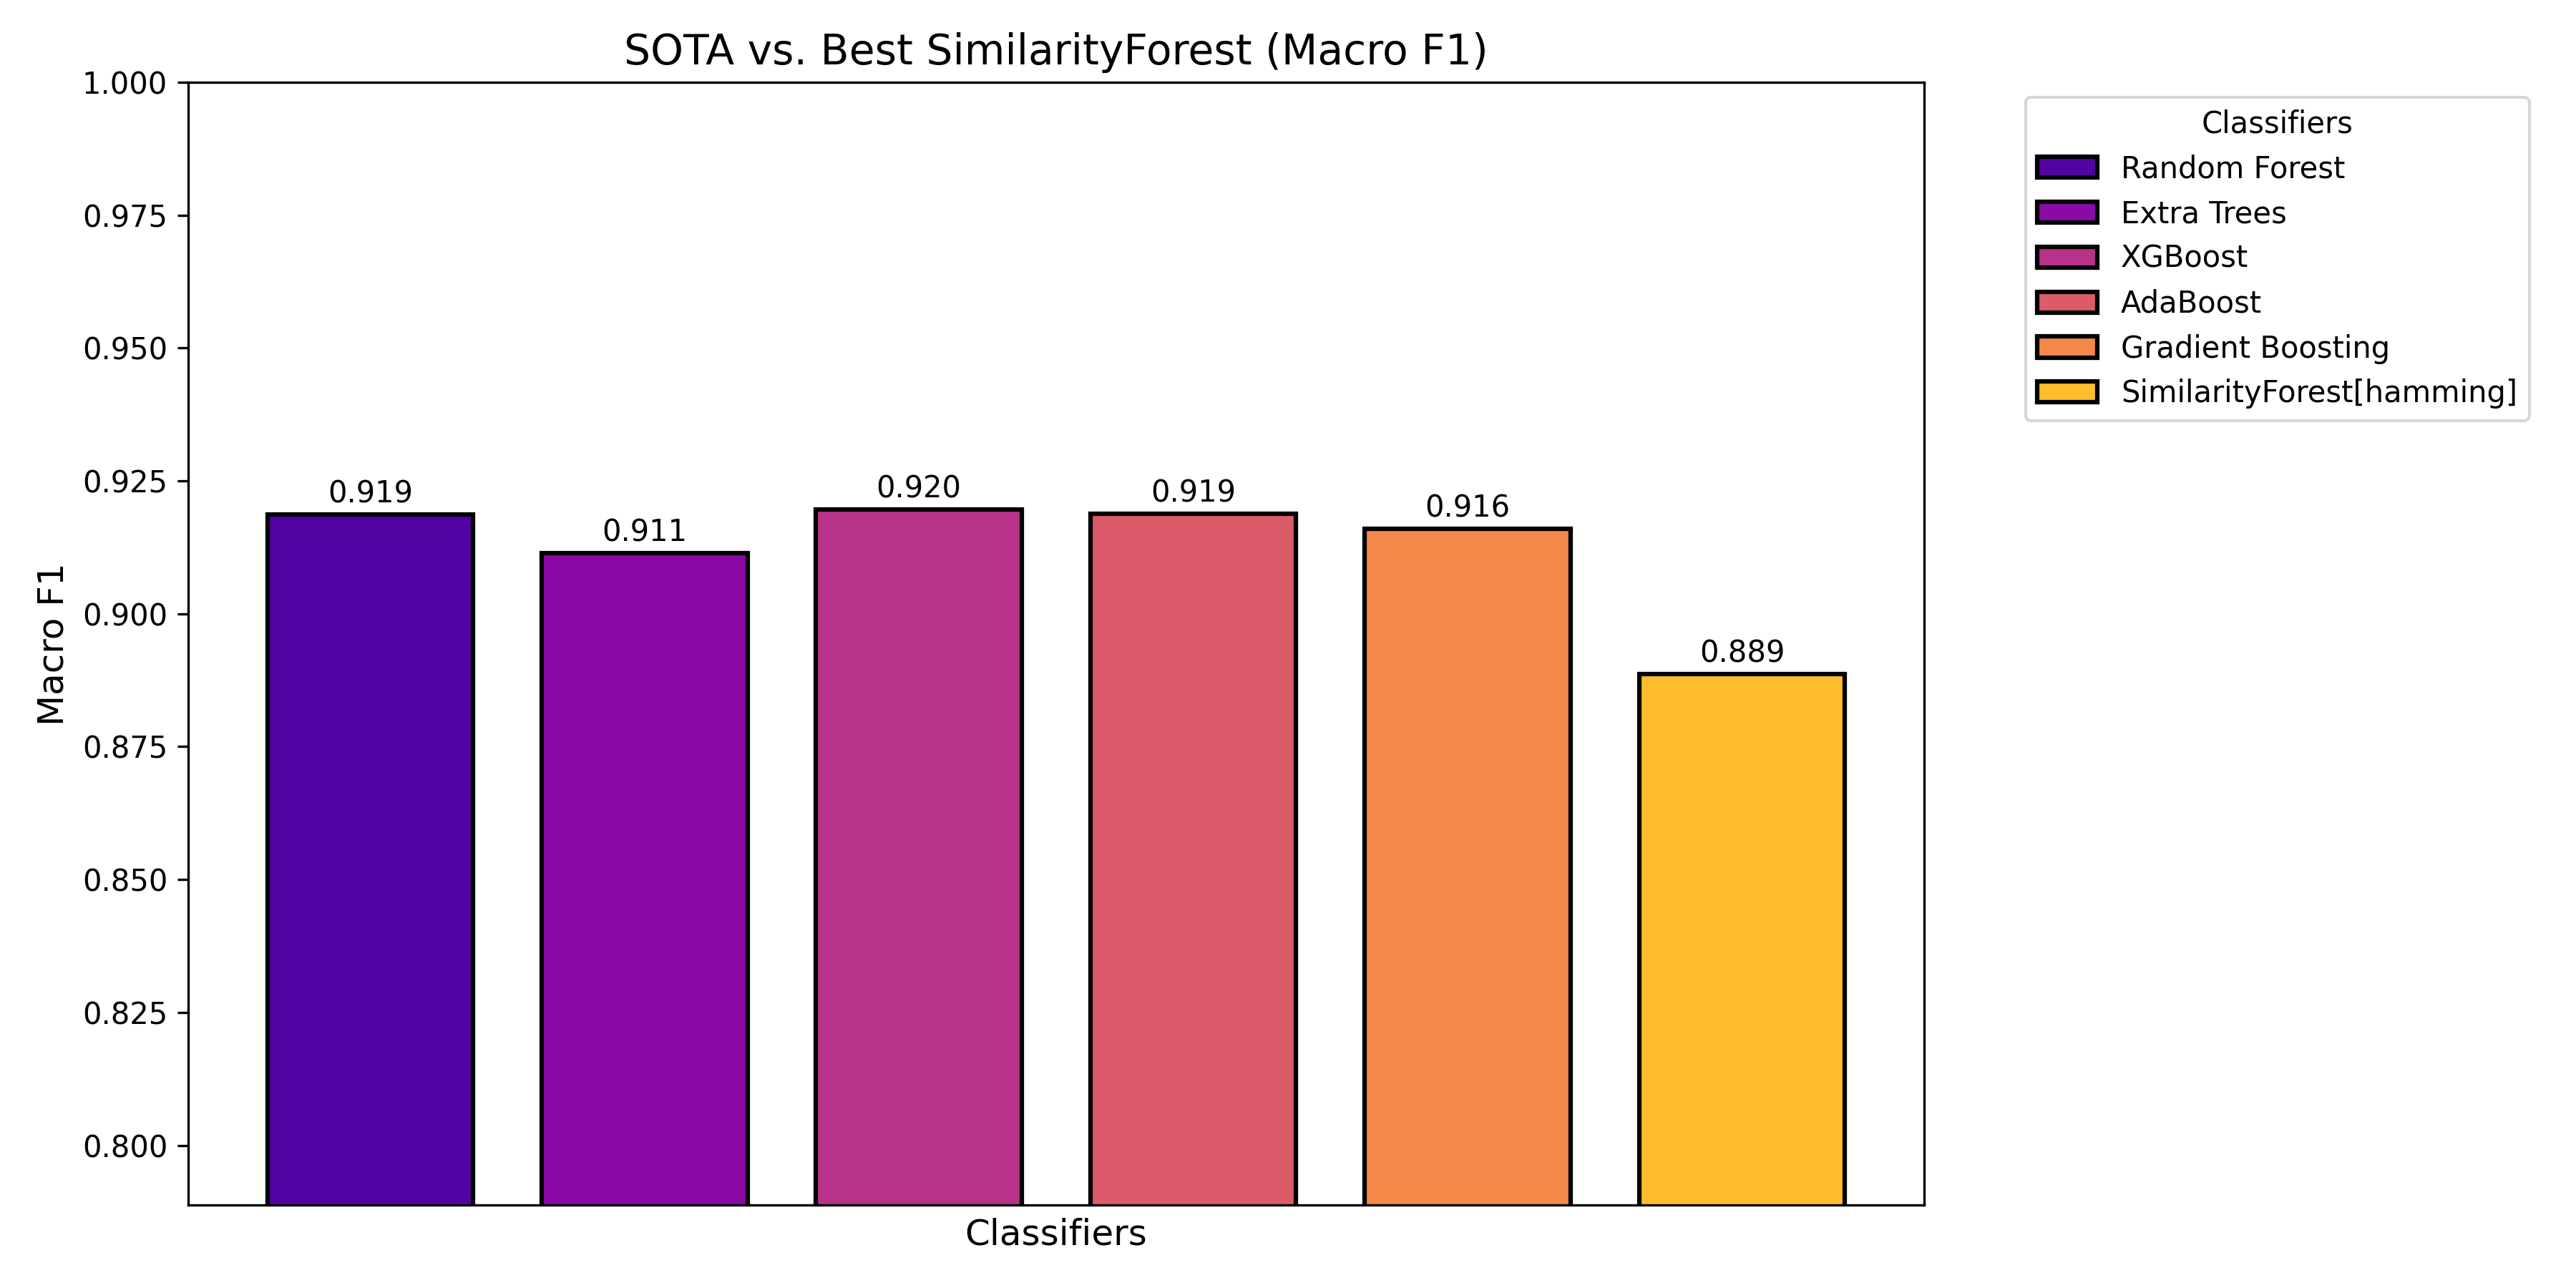 SOTA vs. Best SimilarityForest (Macro F1)
1.000
0.975
0.950
0.925
0.900
0.875
0.850
0.825
0.800
Macro F1
0.919
0.911
0.920
0.919
0.916
0.889
Classifiers
Classifiers
Random Forest
Extra Trees
XGBoost
AdaBoost
Gradient Boosting
SimilarityForest[hamming]